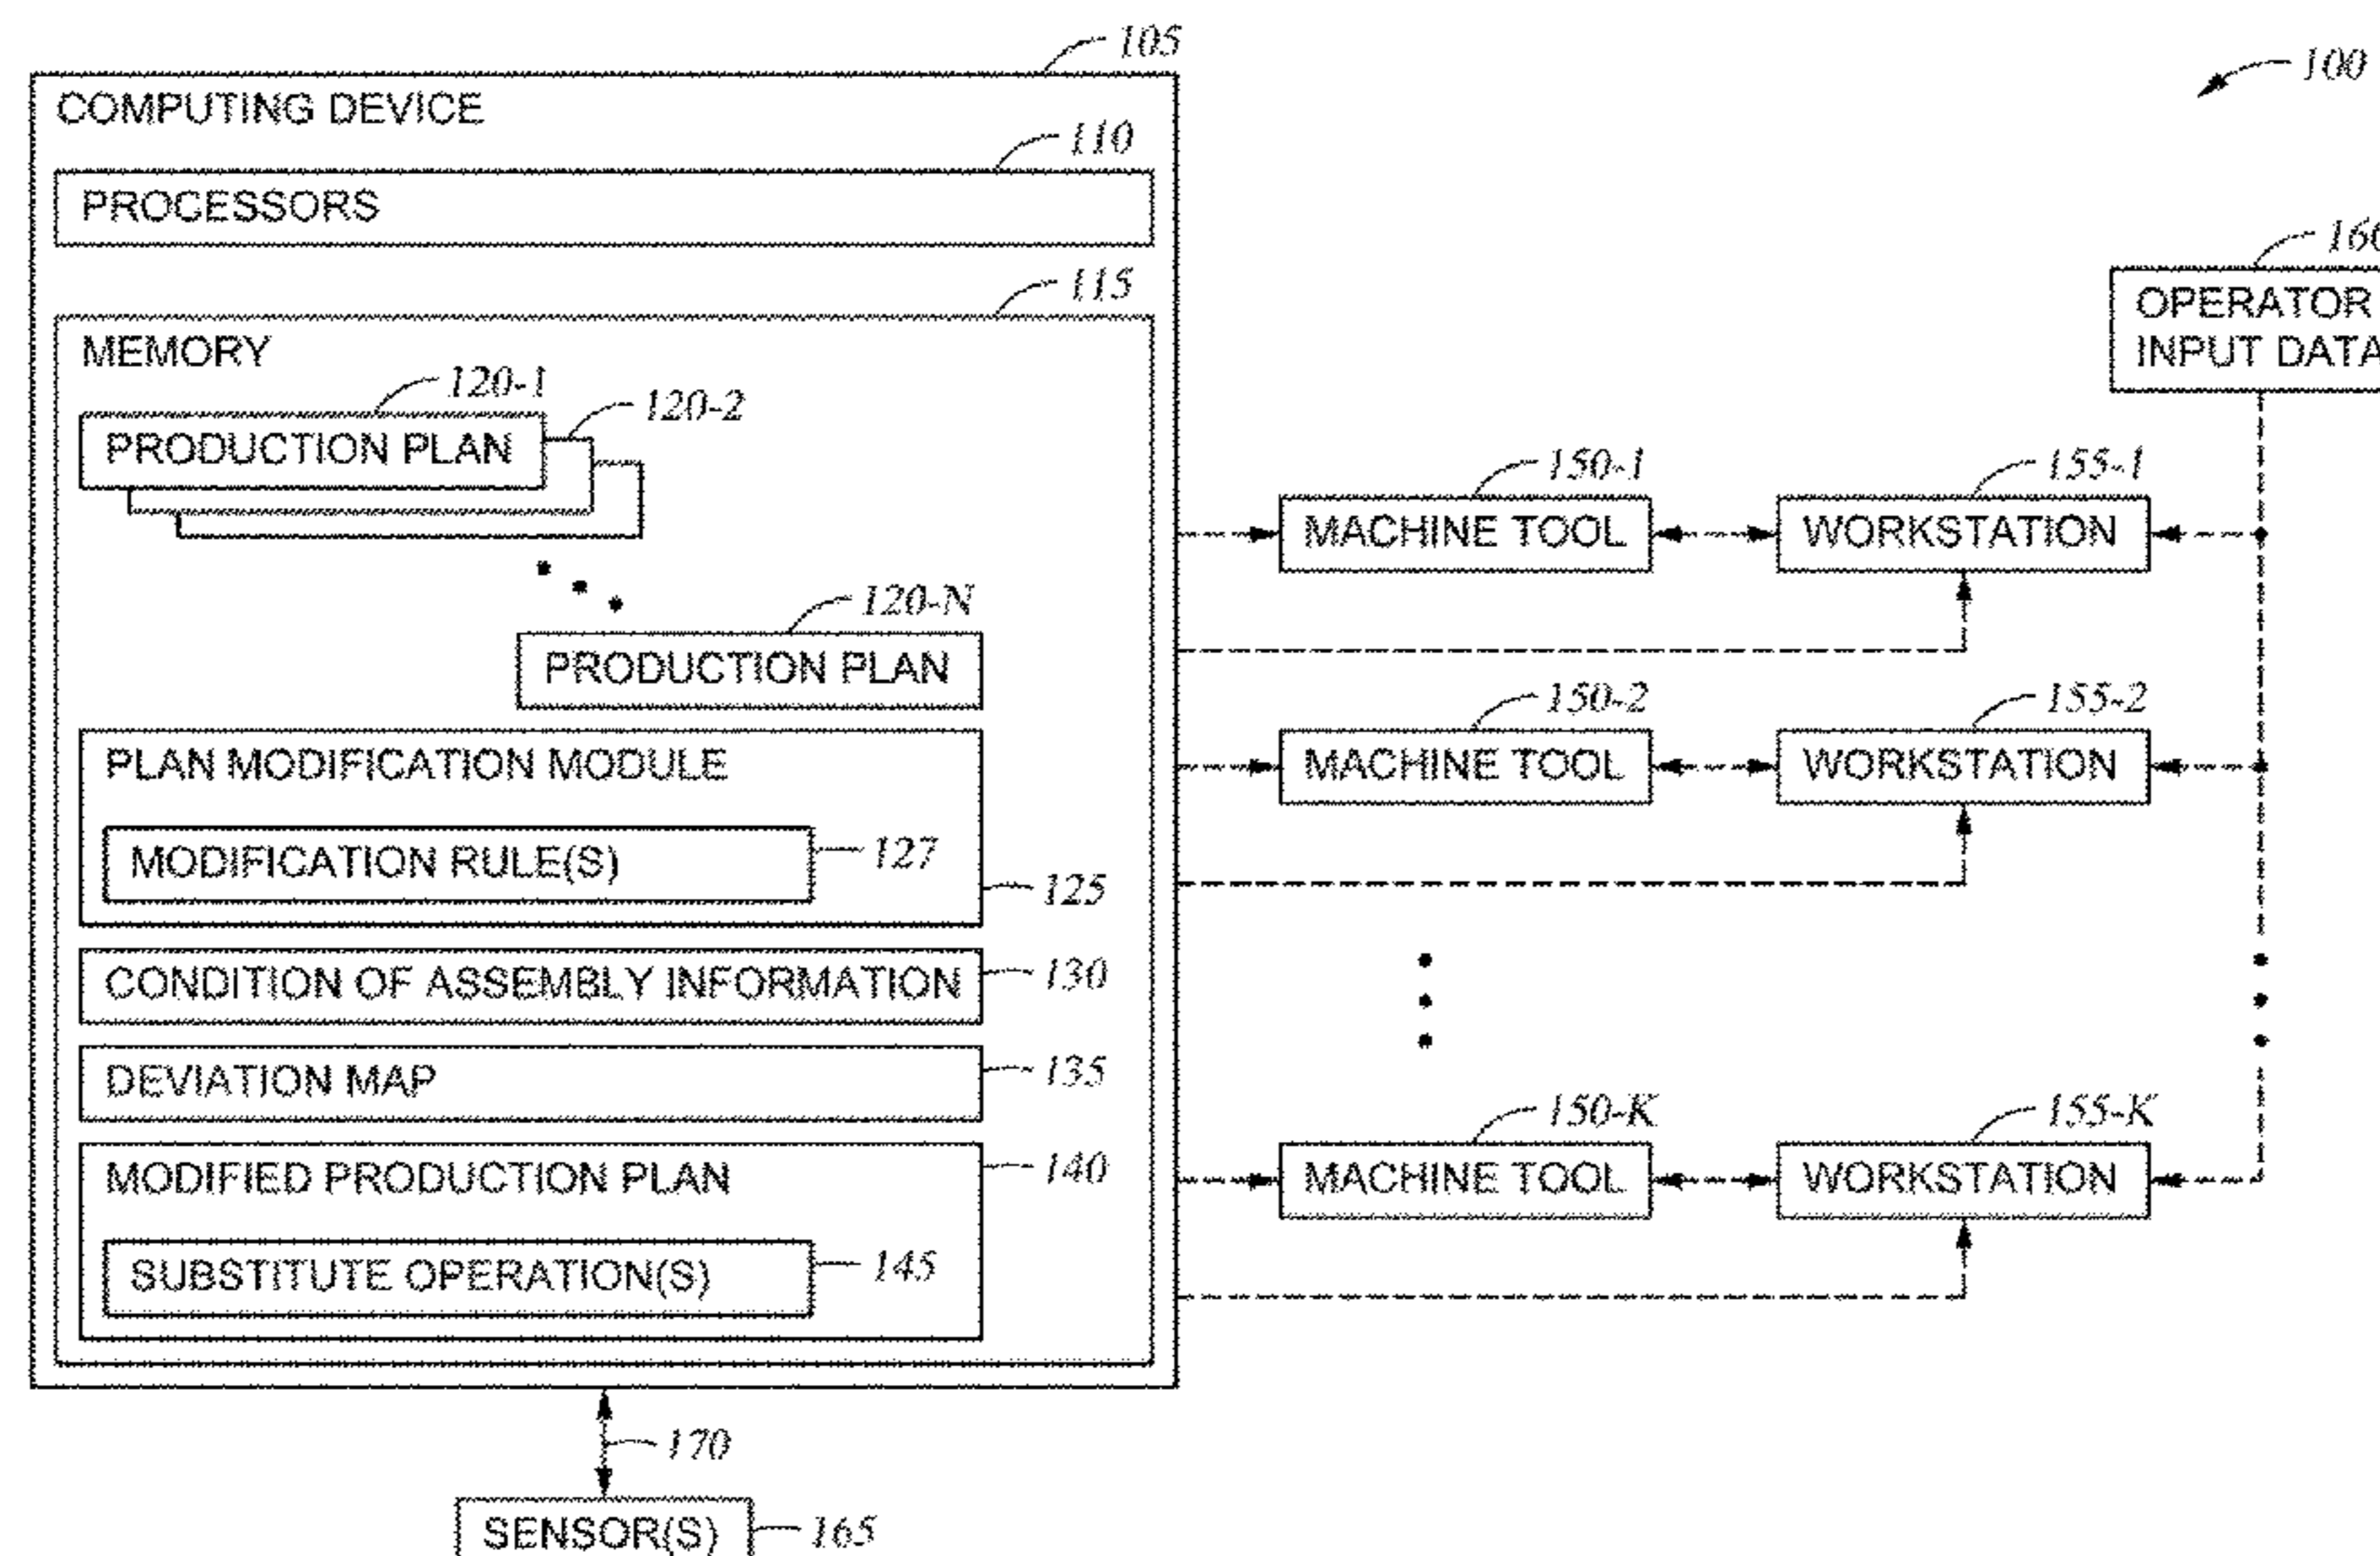 105
100
COMPUTING DEVICE
110
PROCESSORS
115
MEMORY
120-1
120-2
PRODUCTION PLAN
120-N
PRODUCTION PLAN
PLAN MODIFICATION MODULE
MODIFICATION RULE(S)
127
125
CONDITION OF ASSEMBLY INFORMATION
130
DEVIATION MAP
135
MODIFIED PRODUCTION PLAN
140
SUBSTITUTE OPERATION(S)
145
170
SENSOR(S)
165
OPERATOR
INPUT DATA
150-1
155-1
MACHINE TOOL
WORKSTATION
150-2
155-2
MACHINE TOOL
WORKSTATION
150-K
155-K
MACHINE TOOL
WORKSTATION